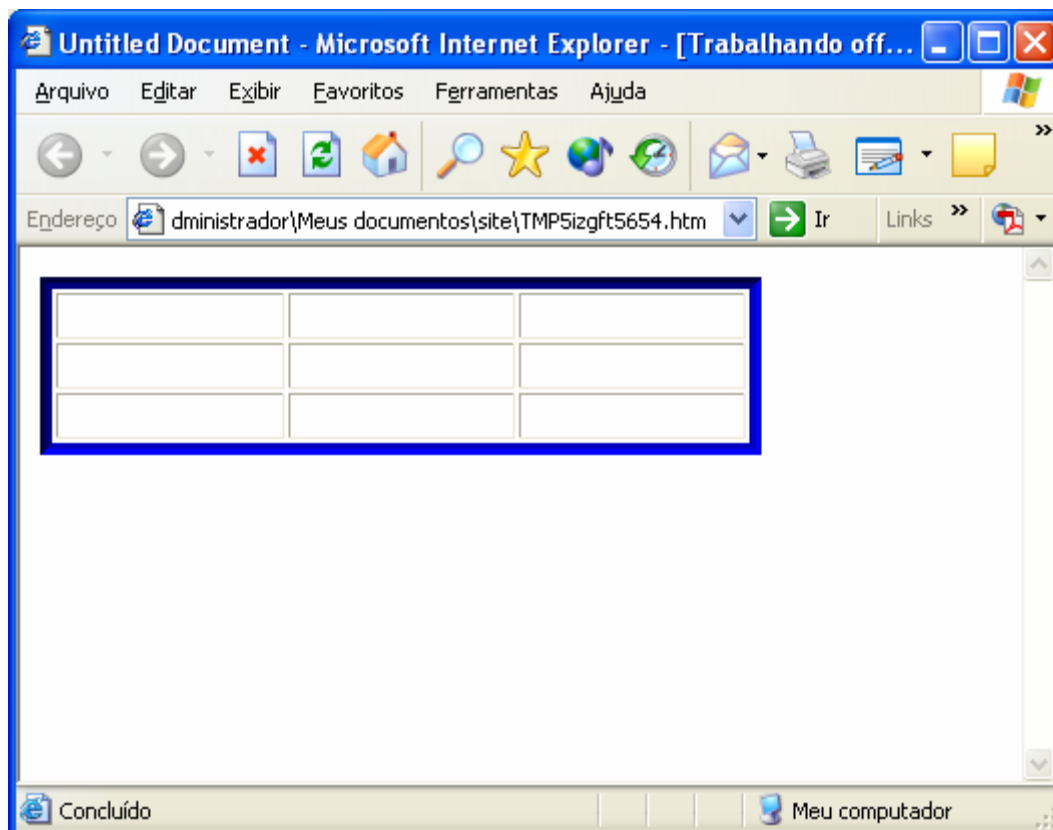 Untitled Document - Microsoft Internet Explorer - [Trabalhando off...
Arquivo Editar Exibir Favoritos Ferramentas Ajuda
Endereço dministrador\Meus documentos\site\TMP5izgft5654.htm Ir Links
Concluído Meu computador